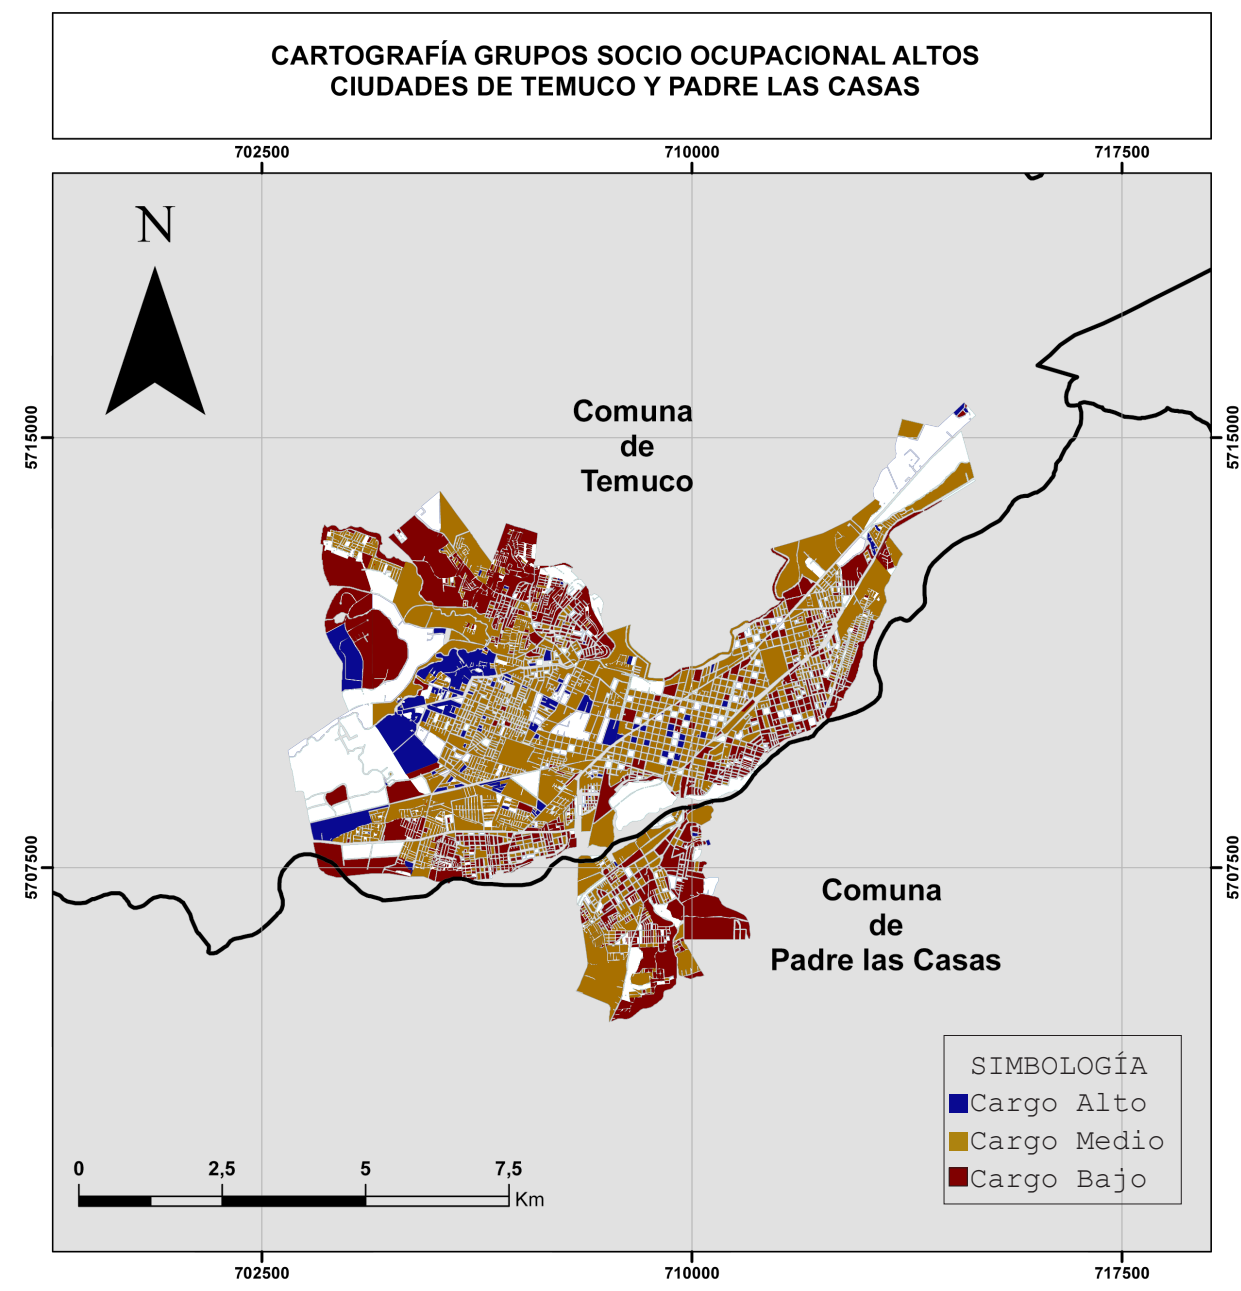 CARTOGRAFÍA GRUPOS SOCIO OCUPACIONAL ALTOS
CIUDADES DE TEMUCO Y PADRE LAS CASAS
702500
710000
717500
N
Comuna
de
Temuco
5715000
5715000
5707500
5707500
Comuna
de
Padre las Casas
SIMBOLOGÍA
Cargo Alto
Cargo Medio
Cargo Bajo
0
2,5
5
7,5
Km
702500
710000
717500